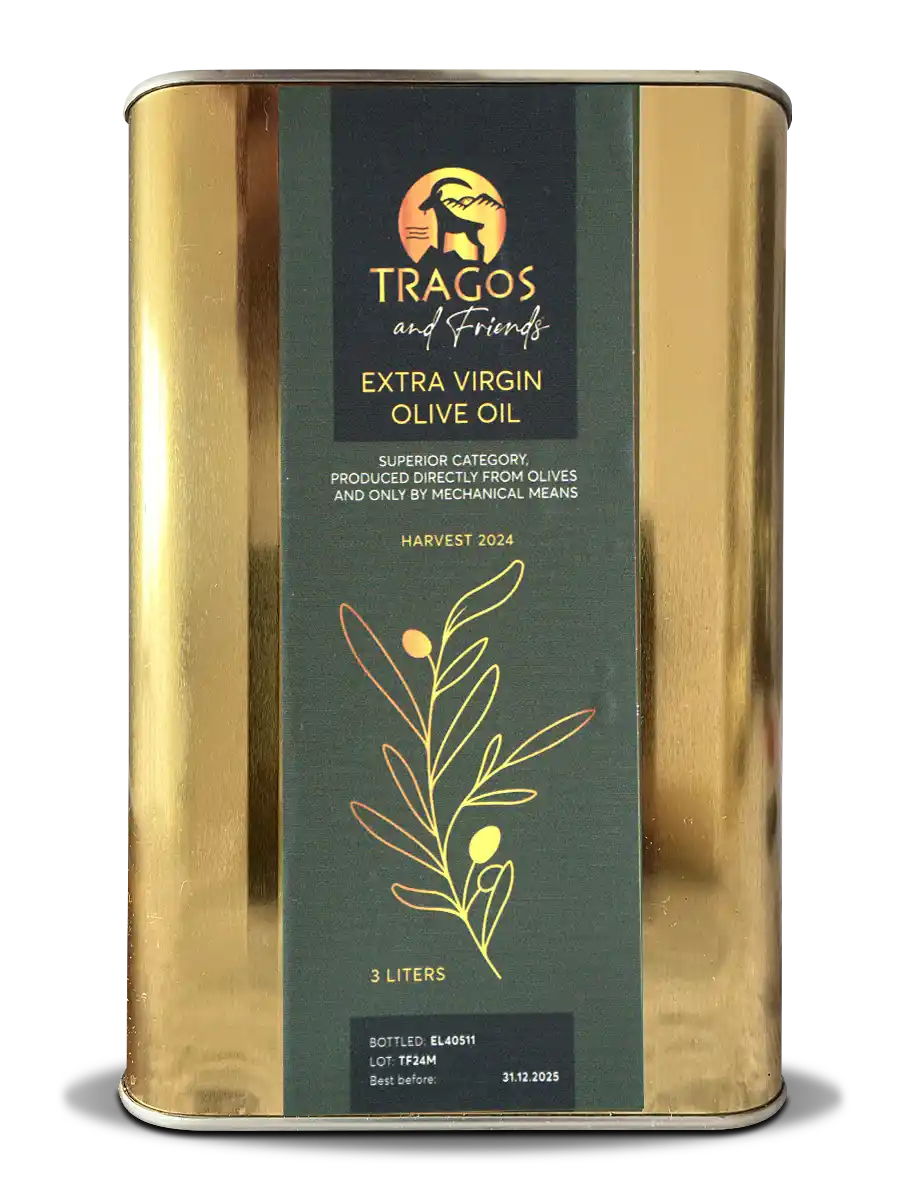 TRAGOS
and Friends
EXTRA VIRGIN
OLIVE OIL
SUPERIOR CATEGORY,
PRODUCED DIRECTLY FROM OLIVES
AND ONLY BY MECHANICAL MEANS
HARVEST 2024
3 LITERS
BOTTLED: EL40511
LOT: TF24M
Best before: 31.12.2025